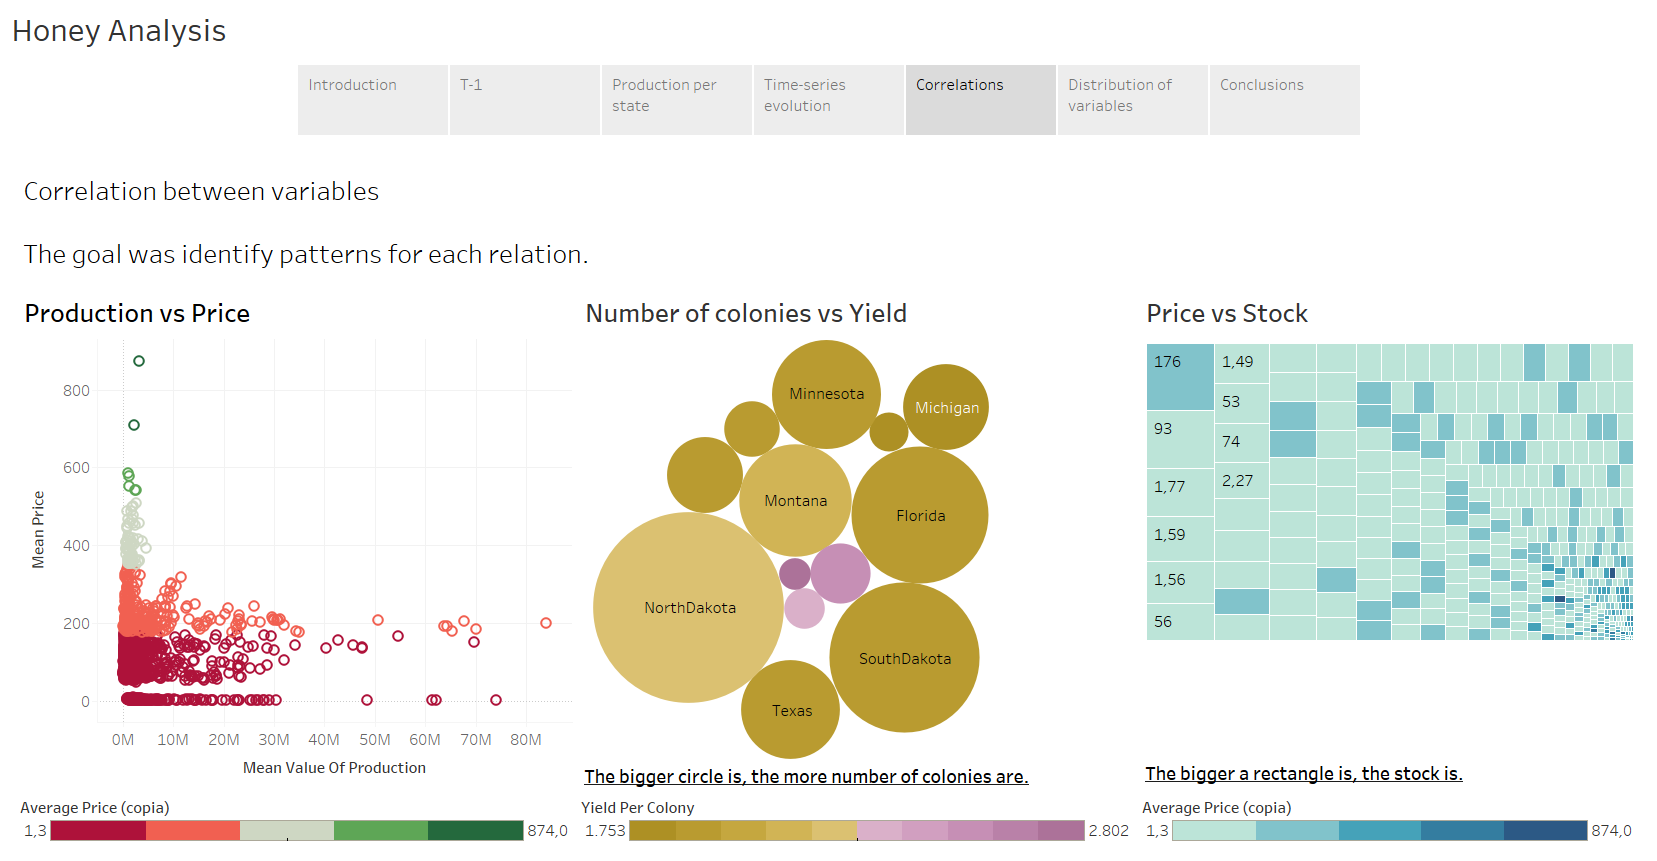 Honey Analysis
Introduction
T-1
Production per
state
Time-series
evolution
Correlations
Distribution of
variables
Conclusions
Correlation between variables
The goal was identify patterns for each relation.
Production vs Price
Mean Price
800
600
400
200
0
0M 10M 20M 30M 40M 50M 60M 70M 80M
Mean Value Of Production
Average Price (copia)
1,3 874,0
Number of colonies vs Yield
Minnesota
Michigan
Montana
Florida
NorthDakota
SouthDakota
Texas
The bigger circle is, the more number of colonies are.
Yield Per Colony
1.753 2.802
Price vs Stock
176
93
1,77
1,59
1,56
56
1,49
53
74
2,27
The bigger a rectangle is, the stock is.
Average Price (copia)
1,3 874,0